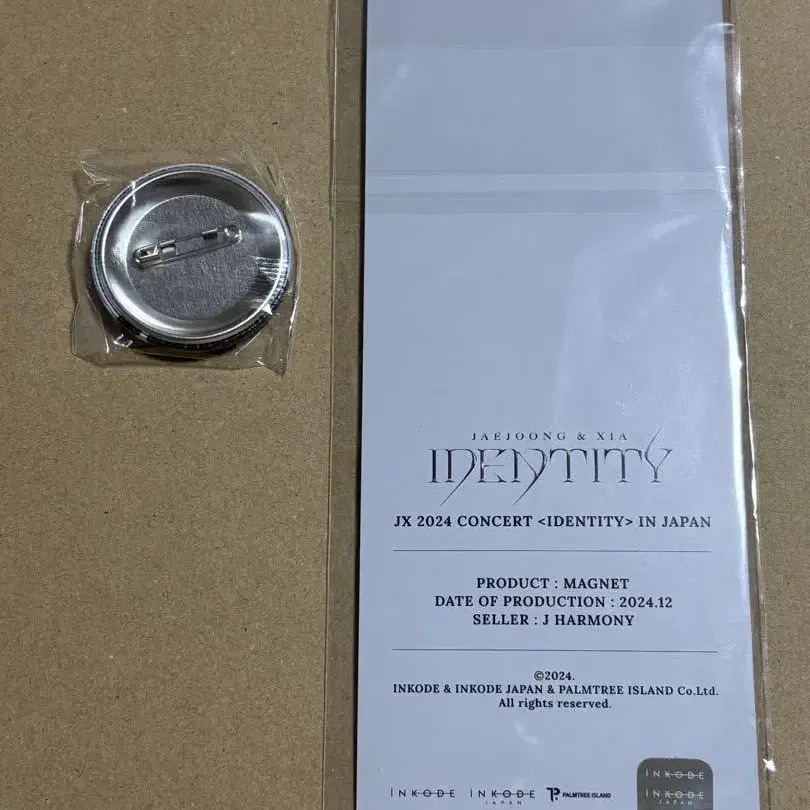 JAEJOONG & XIA
IDENTITY
JX 2024 CONCERT <IDENTITY> IN JAPAN
PRODUCT : MAGNET
DATE OF PRODUCTION : 2024.12
SELLER : J HARMONY
©2024.
INKODE & INKODE JAPAN & PALMTREE ISLAND Co.Ltd.
All rights reserved.
INKODE INKODE JAPAN PALMTREE ISLAND
INKODE
INKODE
JAPAN